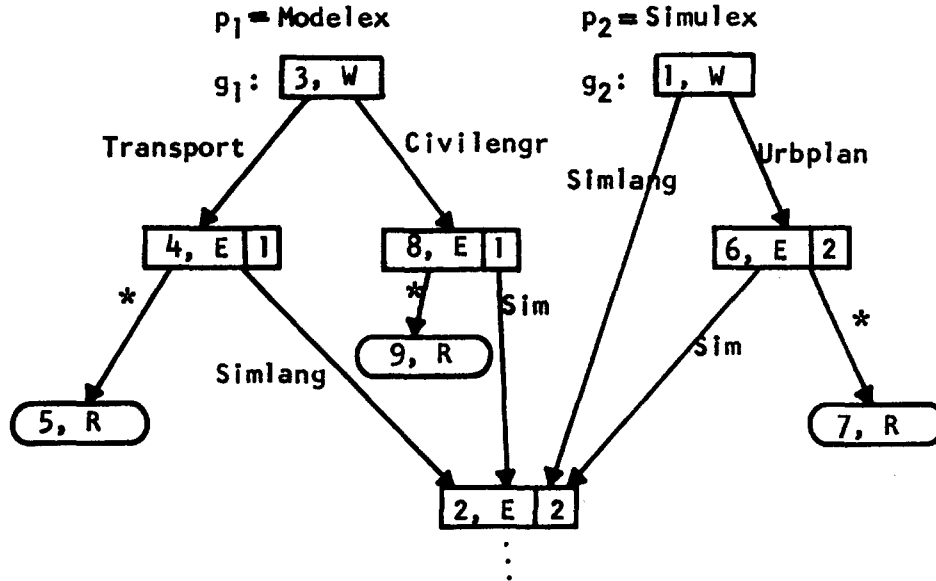 p1 = Modelex p2 = Simulex
g1: 3, W g2: 1, W
Transport Civilengr Simlang Urbplan
4, E 1 8, E 1 6, E 2
* * Sim *
9, R Sim
Simlang
5, R 7, R
2, E 2